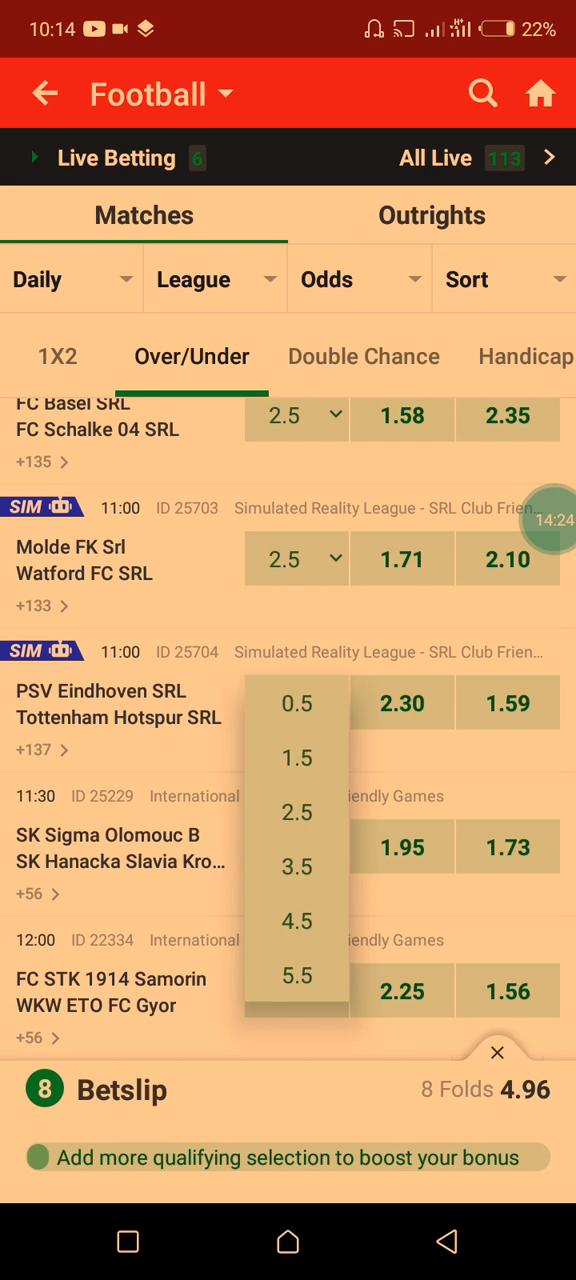 10:14 22%
Football
Live Betting 6 All Live 113
Matches Outrights
Daily League Odds Sort
1X2 Over/Under Double Chance Handicap
FC Basel SRL
FC Schalke 04 SRL
2.5 1.58 2.35
+135
SIM 11:00 ID 25703 Simulated Reality League - SRL Club Frien...
14:24
Molde FK Srl
Watford FC SRL
2.5 1.71 2.10
+133
SIM 11:00 ID 25704 Simulated Reality League - SRL Club Frien...
PSV Eindhoven SRL
Tottenham Hotspur SRL
2.30 1.59
+137
0.5
1.5
2.5
3.5
4.5
5.5
11:30 ID 25229 International iendly Games
SK Sigma Olomouc B
SK Hanacka Slavia Kro...
1.95 1.73
+56
12:00 ID 22334 International iendly Games
FC STK 1914 Samorin
WKW ETO FC Gyor
2.25 1.56
+56
8 Betslip 8 Folds 4.96
Add more qualifying selection to boost your bonus